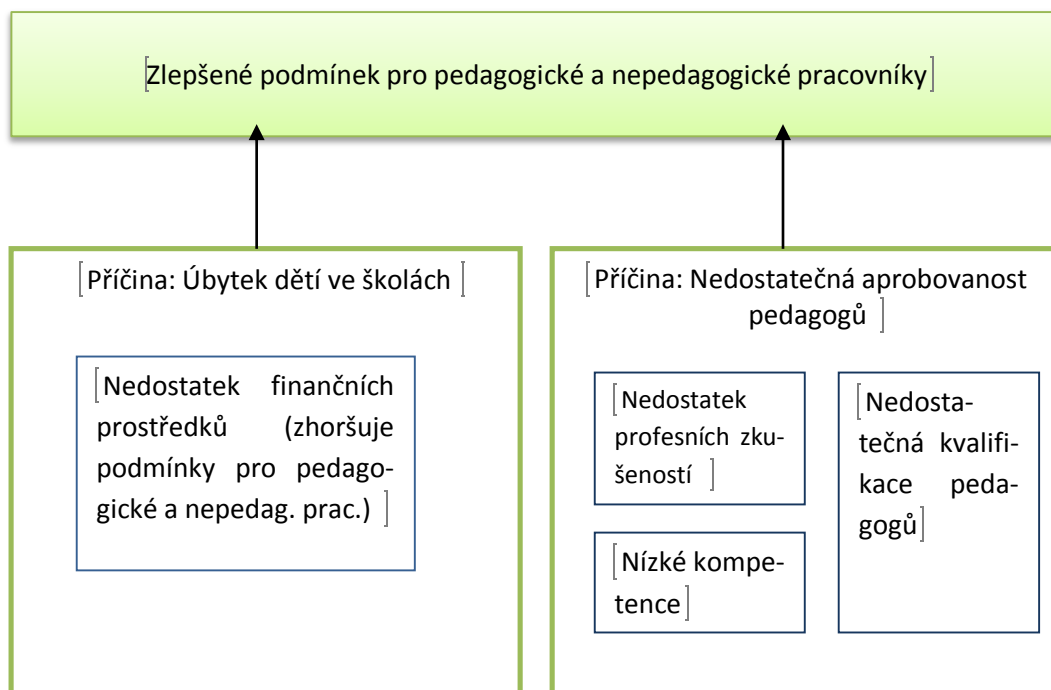 [Zlepšené podmínek pro pedagogické a nepedagogické pracovníky]
[Příčina: Úbytek dětí ve školách ]
[Nedostatek finančních
prostředků (zhoršuje
podmínky pro pedago-
gické a nepedag. prac.) ]
[Příčina: Nedostatečná aprobovanost
pedagogů ]
[Nedostatek
profesních zku-
šeností ]
[Nízké kompe-
tence]
[Nedosta-
tečná kvalifi-
kace peda-
gogů]